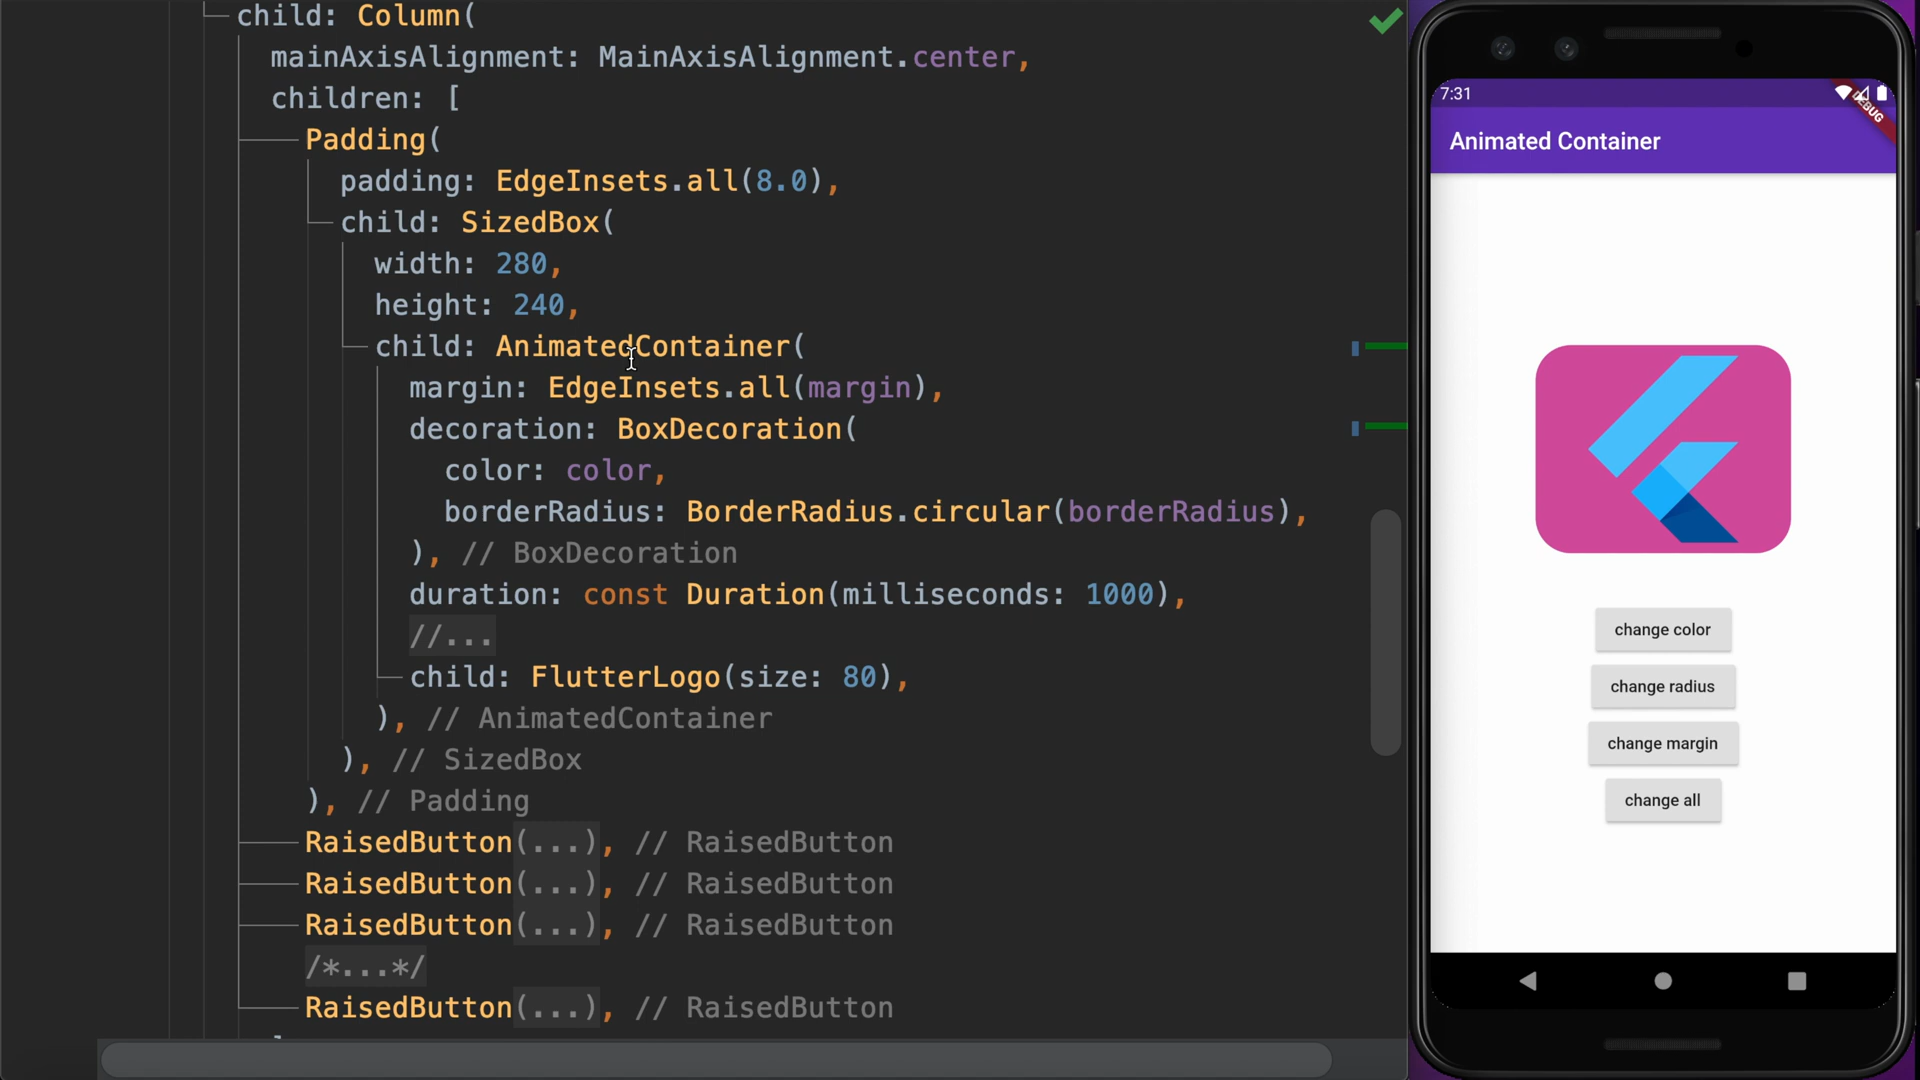 child: Column(
mainAxisAlignment: MainAxisAlignment.center,
children: [
Padding(
padding: EdgeInsets.all(8.0),
child: SizedBox(
width: 280,
height: 240,
child: AnimatedContainer(
margin: EdgeInsets.all(margin),
decoration: BoxDecoration(
color: color,
borderRadius: BorderRadius.circular(borderRadius),
), // BoxDecoration
duration: const Duration(milliseconds: 1000),
//...
child: FlutterLogo(size: 80),
), // AnimatedContainer
), // SizedBox
), // Padding
RaisedButton(...), // RaisedButton
RaisedButton(...), // RaisedButton
RaisedButton(...), // RaisedButton
/*...*/
RaisedButton(...), // RaisedButton
7:31
DEBUG
Animated Container
change color
change radius
change margin
change all